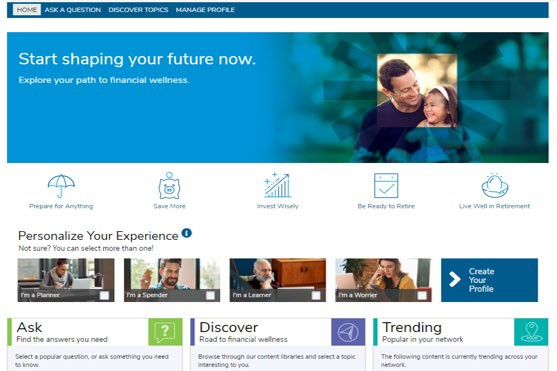 HOME ASK A QUESTION DISCOVER TOPICS MANAGE PROFILE
Start shaping your future now.
Explore your path to financial wellness.
Prepare for Anything
Save More
Invest Wisely
Be Ready to Retire
Live Well in Retirement
Personalize Your Experience
Not sure? You can select more than one!
I'm a Planner
I'm a Spender
I'm a Learner
I'm a Worrier
Create
Your
Profile
Ask
Find the answers you need
Select a popular question, or ask something you need
to know.
Discover
Road to financial wellness
Browse through our content libraries and select a topic
interesting to you.
Trending
Popular in your network
The following content is currently trending across your
network.